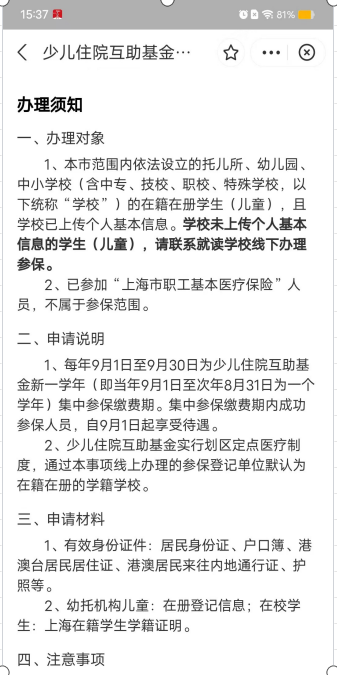 15:37
81%
少儿住院互助基金…
办理须知
一、办理对象
1、本市范围内依法设立的托儿所、幼儿园、
中小学校（含中专、技校、职校、特殊学校，以
下统称“学校”）的在籍在册学生（儿童），且
学校已上传个人基本信息。学校未上传个人基本
信息的学生（儿童），请联系就读学校线下办理
参保。
2、已参加“上海市职工基本医疗保险”人
员，不属于参保范围。
二、申请说明
1、每年9月1日至9月30日为少儿住院互助基
金新一学年（即当年9月1日至次年8月31日为一个
学年）集中参保缴费期。集中参保缴费期内成功
参保人员，自9月1日起享受待遇。
2、少儿住院互助基金实行划区定点医疗制
度，通过本事项线上办理的参保登记单位默认为
在籍在册的学籍学校。
三、申请材料
1、有效身份证件：居民身份证、户口簿、港
澳台居民居住证、港澳居民来往内地通行证、护
照等。
2、幼托机构儿童：在册登记信息；在校学
生：上海在籍学生学籍证明。
四、注意事项